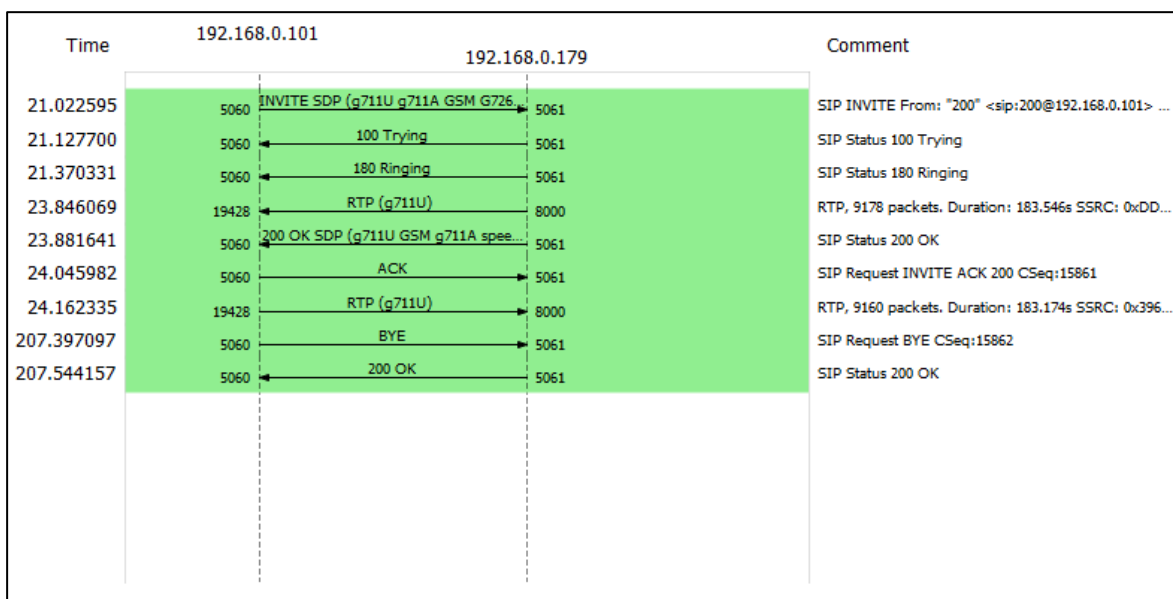 Time 192.168.0.101 192.168.0.179 Comment
21.022595 5060 INVITE SDP (g711U g711A GSM G726... 5061 SIP INVITE From: "200" <sip:200@192.168.0.101> ...
21.127700 5060 100 Trying 5061 SIP Status 100 Trying
21.370331 5060 180 Ringing 5061 SIP Status 180 Ringing
23.846069 19428 RTP (g711U) 8000 RTP, 9178 packets. Duration: 183.546s SSRC: 0xDD...
23.881641 5060 200 OK SDP (g711U GSM g711A spee... 5061 SIP Status 200 OK
24.045982 5060 ACK 5061 SIP Request INVITE ACK 200 CSeq:15861
24.162335 19428 RTP (g711U) 8000 RTP, 9160 packets. Duration: 183.174s SSRC: 0x396...
207.397097 5060 BYE 5061 SIP Request BYE CSeq:15862
207.544157 5060 200 OK 5061 SIP Status 200 OK